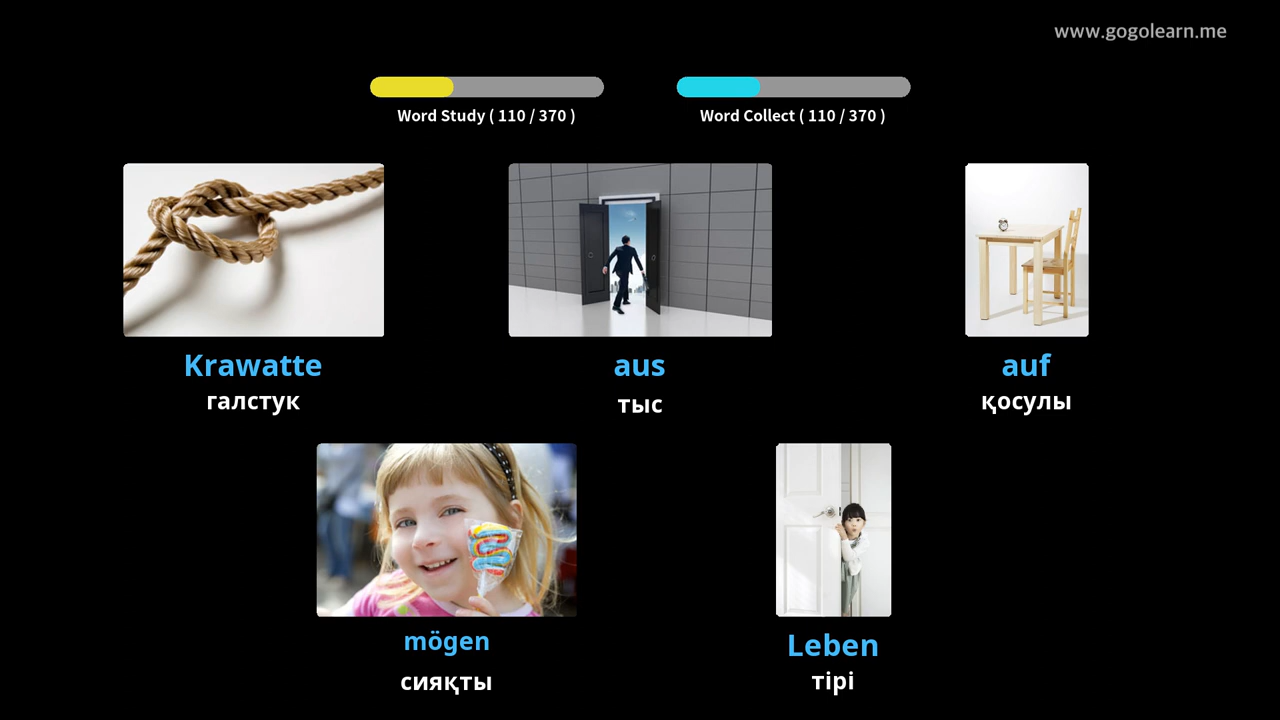 www.gogolearn.me
Word Study ( 110 / 370 )
Word Collect ( 110 / 370 )
Krawatte
галстук
aus
тыс
auf
қосулы
mögen
сияқты
Leben
тірі